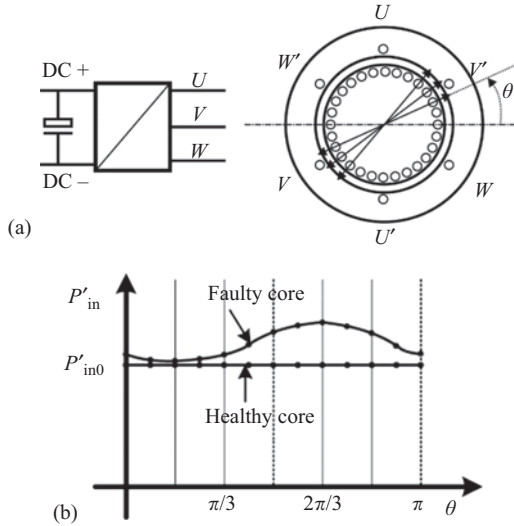 U
DC +
U
W'
V'
θ
V
W
DC –
V
W
(a)
U'
P'in
Faulty core
P'in0
Healthy core
π/3
2π/3
π
θ
(b)